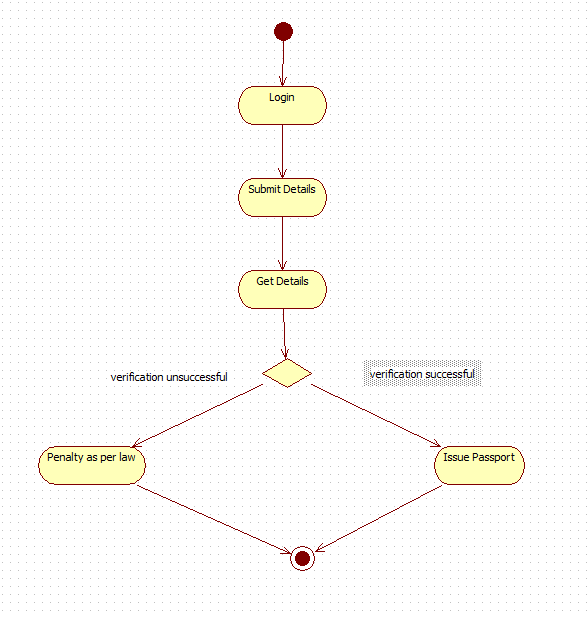 Login
Submit Details
Get Details
verification unsuccessful
verification successful
Penalty as per law
Issue Passport